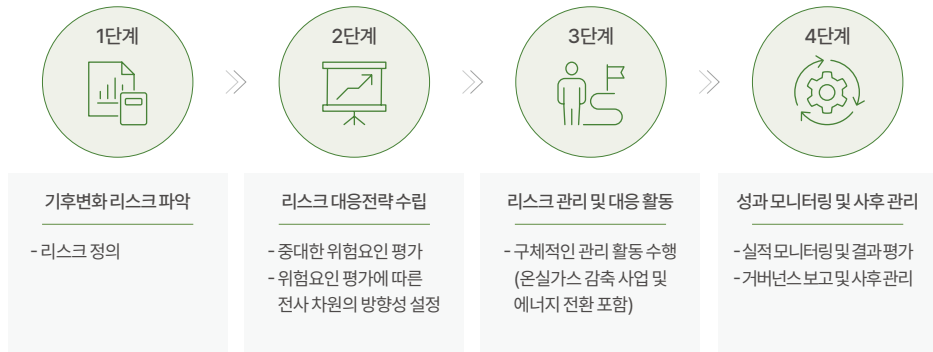 1단계
2단계
3단계
4단계
기후변화 리스크 파악
- 리스크 정의
리스크 대응전략 수립
- 중대한 위험요인 평가
- 위험요인 평가에 따른
전사 차원의 방향성 설정
리스크 관리 및 대응 활동
- 구체적인 관리 활동 수행
(온실가스 감축 사업 및
에너지 전환 포함)
성과 모니터링 및 사후 관리
- 실적 모니터링 및 결과 평가
- 거버넌스 보고 및 사후 관리